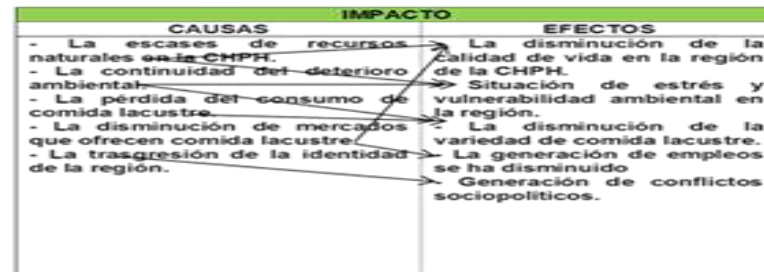 IMPACTO
CAUSAS
- La escases de recursos
naturales en la CHPH.
- La continuidad del deterioro
ambiental.
- La pérdida del consumo de
comida lacustre.
- La disminución de mercados
que ofrecen comida lacustre.
- La trasgresión de la identidad
de la región.
EFECTOS
- La disminución de la
calidad de vida en la región
de la CHPH.
- Situación de estrés y
vulnerabilidad ambiental en
la región.
- La disminución de la
variedad de comida lacustre.
- La generación de empleos
se ha disminuido
- Generación de conflictos
sociopolíticos.